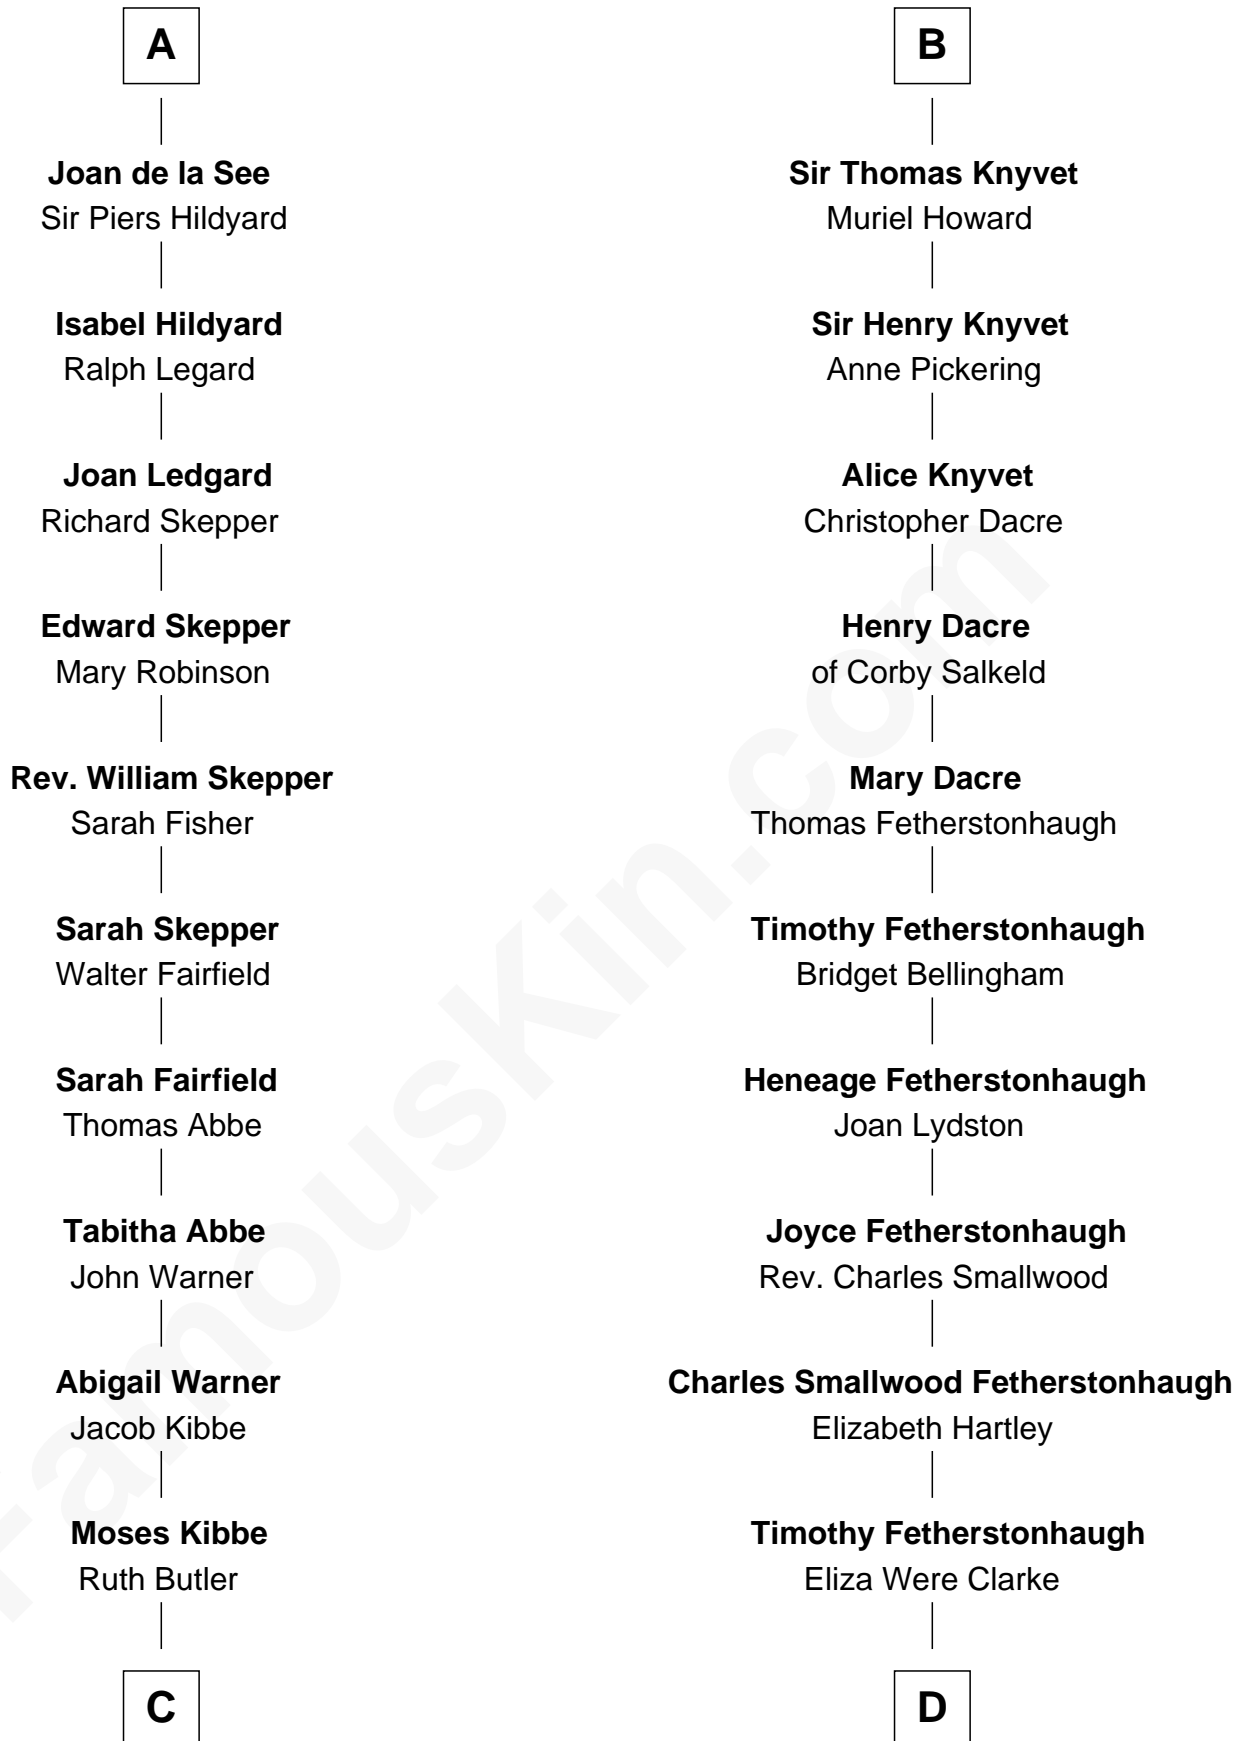 A
Joan de la See
Sir Piers Hildyard
Isabel Hildyard
Ralph Legard
Joan Ledgard
Richard Skepper
Edward Skepper
Mary Robinson
Rev. William Skepper
Sarah Fisher
Sarah Skepper
Walter Fairfield
Sarah Fairfield
Thomas Abbe
Tabitha Abbe
John Warner
Abigail Warner
Jacob Kibbe
Moses Kibbe
Ruth Butler
C
B
Sir Thomas Knyvet
Muriel Howard
Sir Henry Knyvet
Anne Pickering
Alice Knyvet
Christopher Dacre
Henry Dacre
of Corby Salkeld
Mary Dacre
Thomas Fetherstonhaugh
Timothy Fetherstonhaugh
Bridget Bellingham
Heneage Fetherstonhaugh
Joan Lydston
Joyce Fetherstonhaugh
Rev. Charles Smallwood
Charles Smallwood Fetherstonhaugh
Elizabeth Hartley
Timothy Fetherstonhaugh
Eliza Were Clarke
D
FamousKin.com